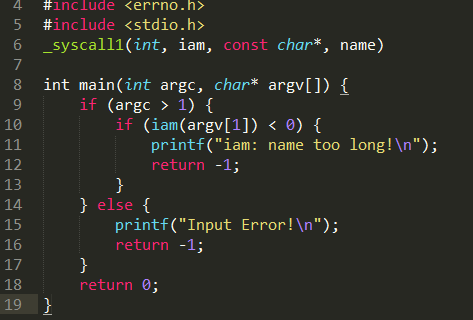 4 #include <errno.h>
5 #include <stdio.h>
6 _syscall1(int, iam, const char*, name)
7
8 int main(int argc, char* argv[]) {
9     if (argc > 1) {
10         if (iam(argv[1]) < 0) {
11             printf("iam: name too long!\n");
12             return -1;
13         }
14     } else {
15         printf("Input Error!\n");
16         return -1;
17     }
18     return 0;
19 }